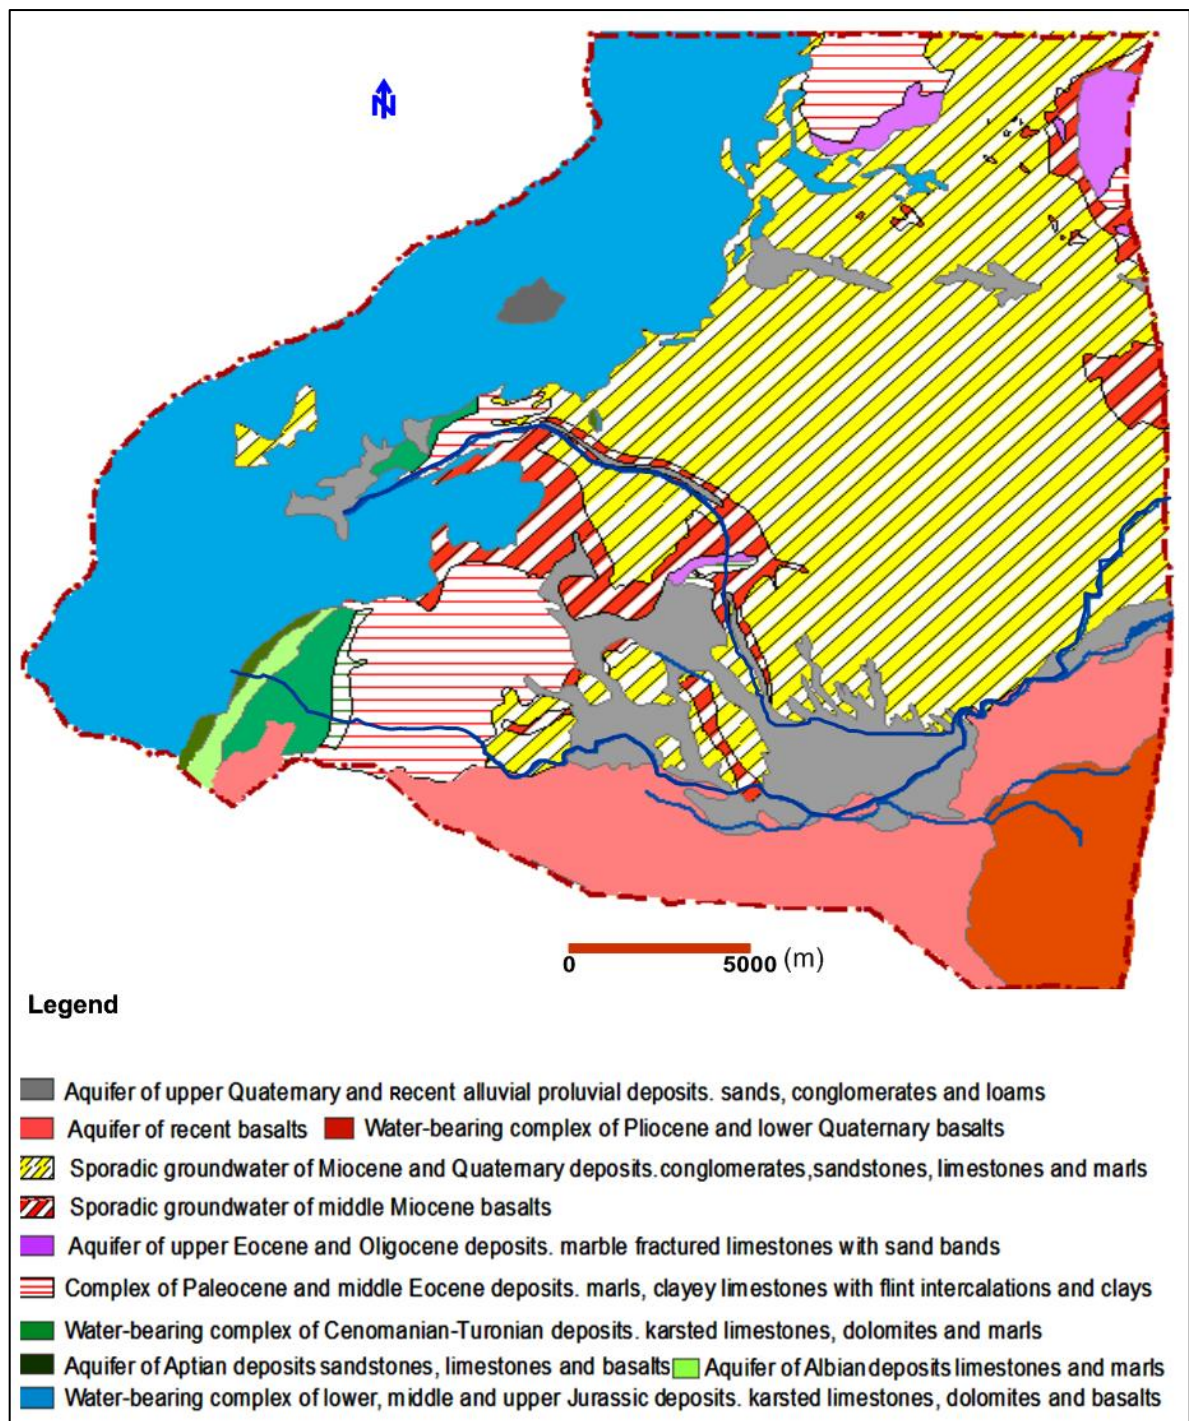 N
0 5000 (m)
Legend
Aquifer of upper Quaternary and Recent alluvial proluvial deposits. sands, conglomerates and loams
Aquifer of recent basalts Water-bearing complex of Pliocene and lower Quaternary basalts
Sporadic groundwater of Miocene and Quaternary deposits.conglomerates,sandstones, limestones and marls
Sporadic groundwater of middle Miocene basalts
Aquifer of upper Eocene and Oligocene deposits. marble fractured limestones with sand bands
Complex of Paleocene and middle Eocene deposits. marls, clayey limestones with flint intercalations and clays
Water-bearing complex of Cenomanian-Turonian deposits. karsted limestones, dolomites and marls
Aquifer of Aptian deposits sandstones, limestones and basalts Aquifer of Albian deposits limestones and marls
Water-bearing complex of lower, middle and upper Jurassic deposits. karsted limestones, dolomites and basalts